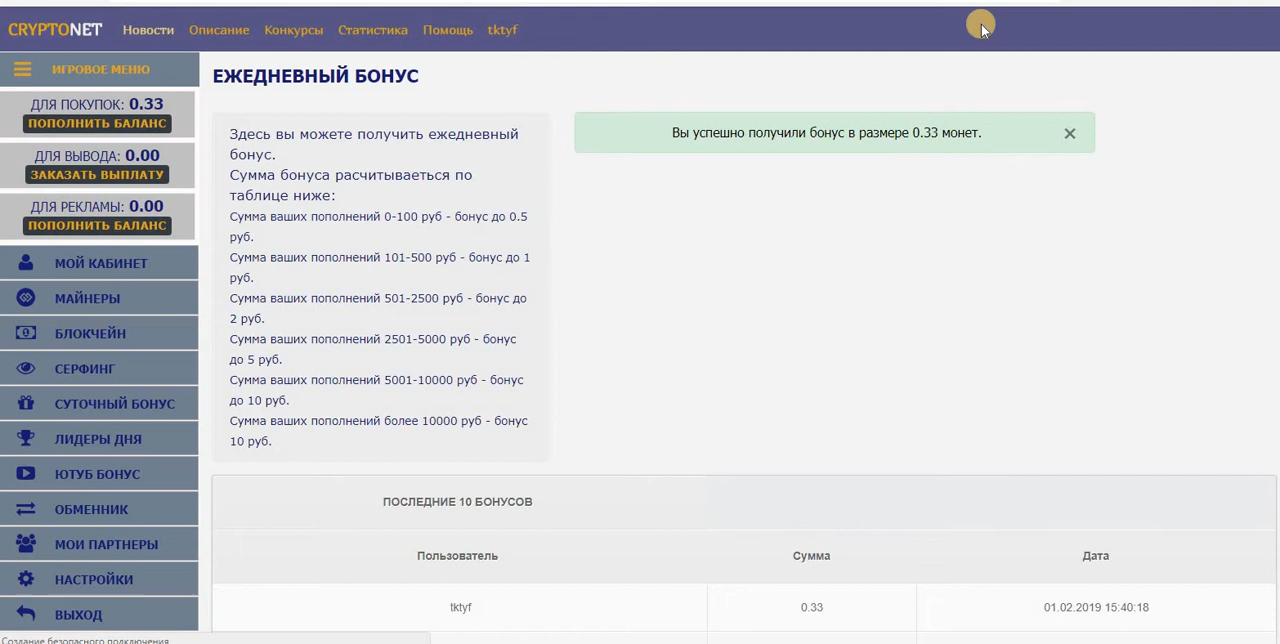 CRYPTONET Новости Описание Конкурсы Статистика Помощь tktyf
ИГРОВОЕ МЕНЮ
ДЛЯ ПОКУПОК: 0.33
ПОПОЛНИТЬ БАЛАНС
ДЛЯ ВЫВОДА: 0.00
ЗАКАЗАТЬ ВЫПЛАТУ
ДЛЯ РЕКЛАМЫ: 0.00
ПОПОЛНИТЬ БАЛАНС
МОЙ КАБИНЕТ
МАЙНЕРЫ
БЛОКЧЕЙН
СЕРФИНГ
СУТОЧНЫЙ БОНУС
ЛИДЕРЫ ДНЯ
ЮТУБ БОНУС
ОБМЕННИК
МОИ ПАРТНЕРЫ
НАСТРОЙКИ
ВЫХОД
ЕЖЕДНЕВНЫЙ БОНУС
Здесь вы можете получить ежедневный
бонус.
Сумма бонуса расчитываеться по
таблице ниже:
Сумма ваших пополнений 0-100 руб - бонус до 0.5
руб.
Сумма ваших пополнений 101-500 руб - бонус до 1
руб.
Сумма ваших пополнений 501-2500 руб - бонус до
2 руб.
Сумма ваших пополнений 2501-5000 руб - бонус
до 5 руб.
Сумма ваших пополнений 5001-10000 руб - бонус
до 10 руб.
Сумма ваших пополнений более 10000 руб - бонус
10 руб.
Вы успешно получили бонус в размере 0.33 монет. ×
ПОСЛЕДНИЕ 10 БОНУСОВ
Пользователь Сумма Дата
tktyf 0.33 01.02.2019 15:40:18
Создание безопасного подключения